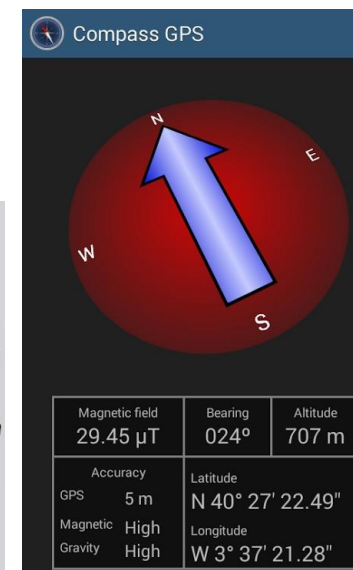 Compass GPS
N
E
W
S
Magnetic field
29.45 µT
Bearing
024º
Altitude
707 m
Accuracy
GPS 5 m
Magnetic High
Gravity High
Latitude
N 40° 27' 22.49"
Longitude
W 3° 37' 21.28"